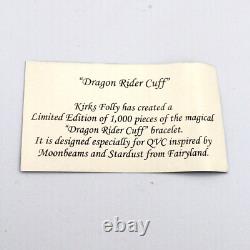 "Dragon Rider Cuff"
Kirks Folly has created a
Limited Edition of 1,000 pieces of the magical
"Dragon Rider Cuff" bracelet.
It is designed especially for QVC inspired by
Moonbeams and Stardust from Fairyland.